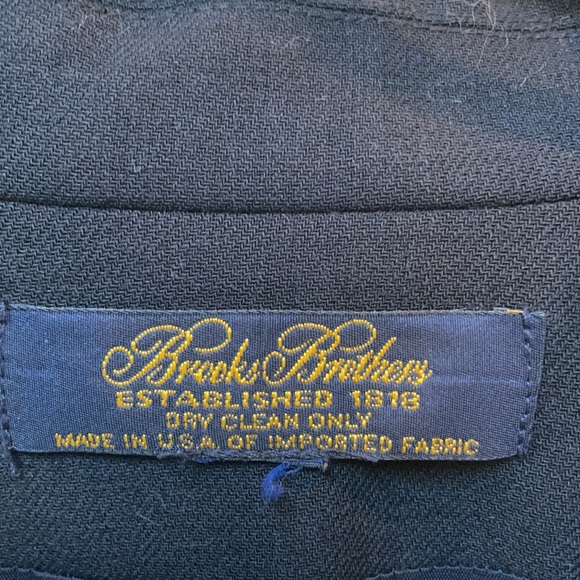 Brooks Brothers
ESTABLISHED 1818
DRY CLEAN ONLY
MADE IN U.S.A OF IMPORTED FABRIC